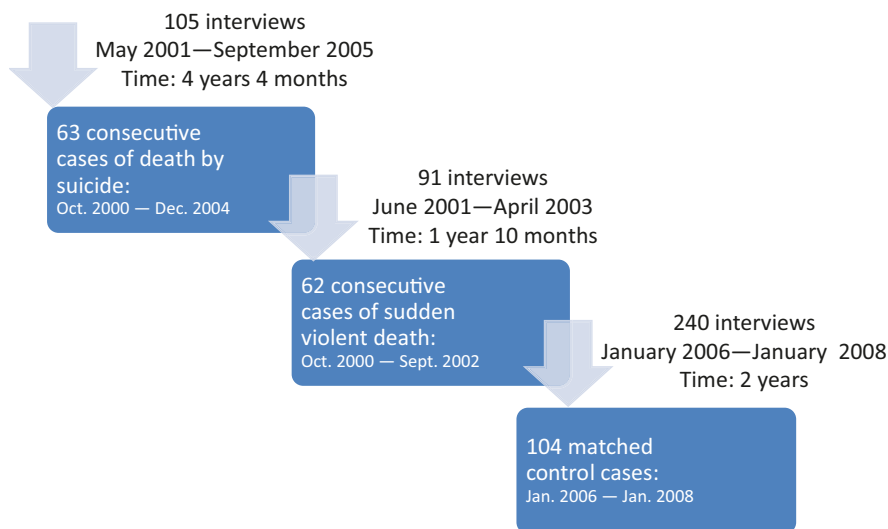 105 interviews
May 2001—September 2005
Time: 4 years 4 months
63 consecutive
cases of death by
suicide:
Oct. 2000 — Dec. 2004
91 interviews
June 2001—April 2003
Time: 1 year 10 months
62 consecutive
cases of sudden
violent death:
Oct. 2000 — Sept. 2002
240 interviews
January 2006—January 2008
Time: 2 years
104 matched
control cases:
Jan. 2006 — Jan. 2008